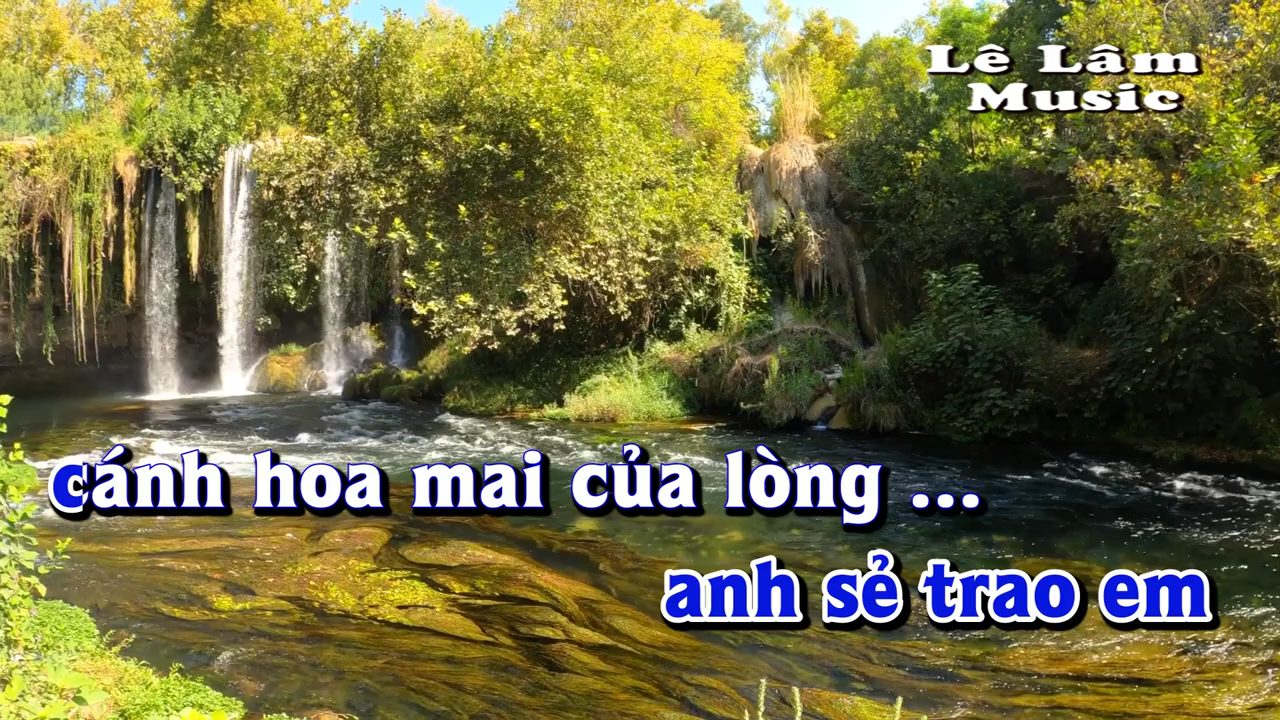 Lê Lâm
Music
cánh hoa mai của lòng ...
anh sẻ trao em